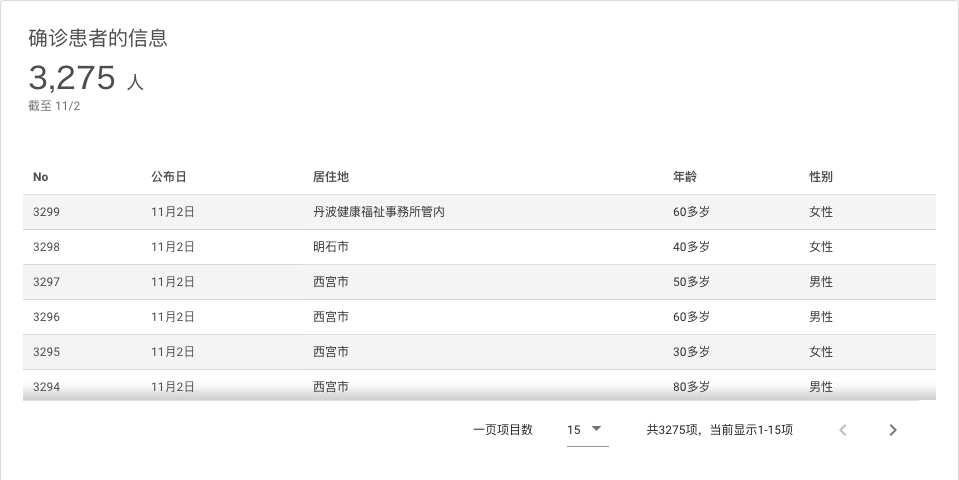 确诊患者的信息
3,275 人
截至 11/2
No 公布日 居住地 年龄 性别
3299 11月2日 丹波健康福祉事務所管内 60多岁 女性
3298 11月2日 明石市 40多岁 女性
3297 11月2日 西宫市 50多岁 男性
3296 11月2日 西宫市 60多岁 男性
3295 11月2日 西宫市 30多岁 女性
3294 11月2日 西宫市 80多岁 男性
一页项目数 15 共3275项，当前显示1-15项